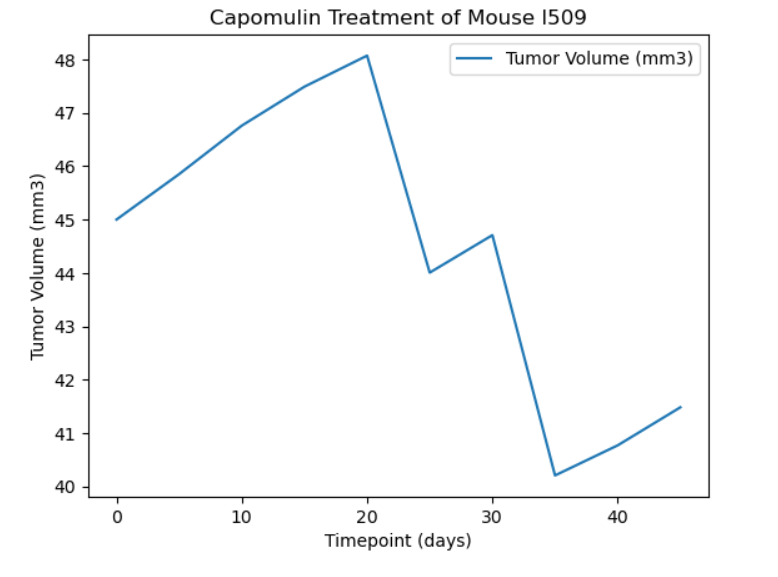 Capomulin Treatment of Mouse l509
Tumor Volume (mm3)
48
47
46
45
44
43
42
41
40
Tumor Volume (mm3)
0 10 20 30 40
Timepoint (days)